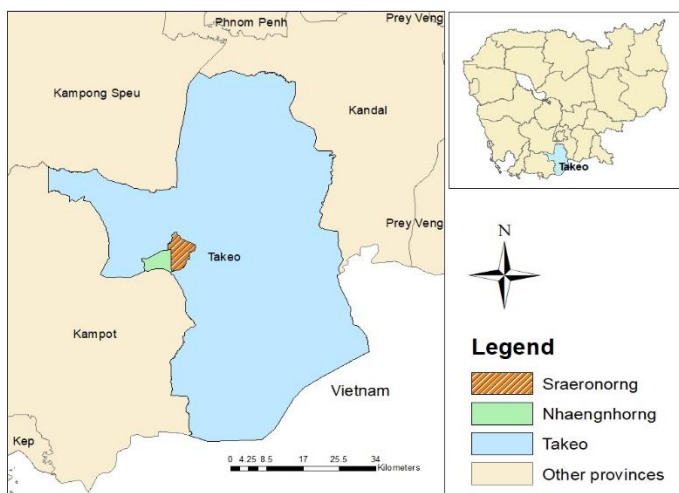 Phnom Penh
Prey Veng
Kampong Speu
Kandal
Prey Veng
Takeo
Kampot
Vietnam
Kep
0 4.25 8.5 17 25.5 34
Kilometers
Takeo
N
Legend
Sraeronorng
Nhaengnhorng
Takeo
Other provinces